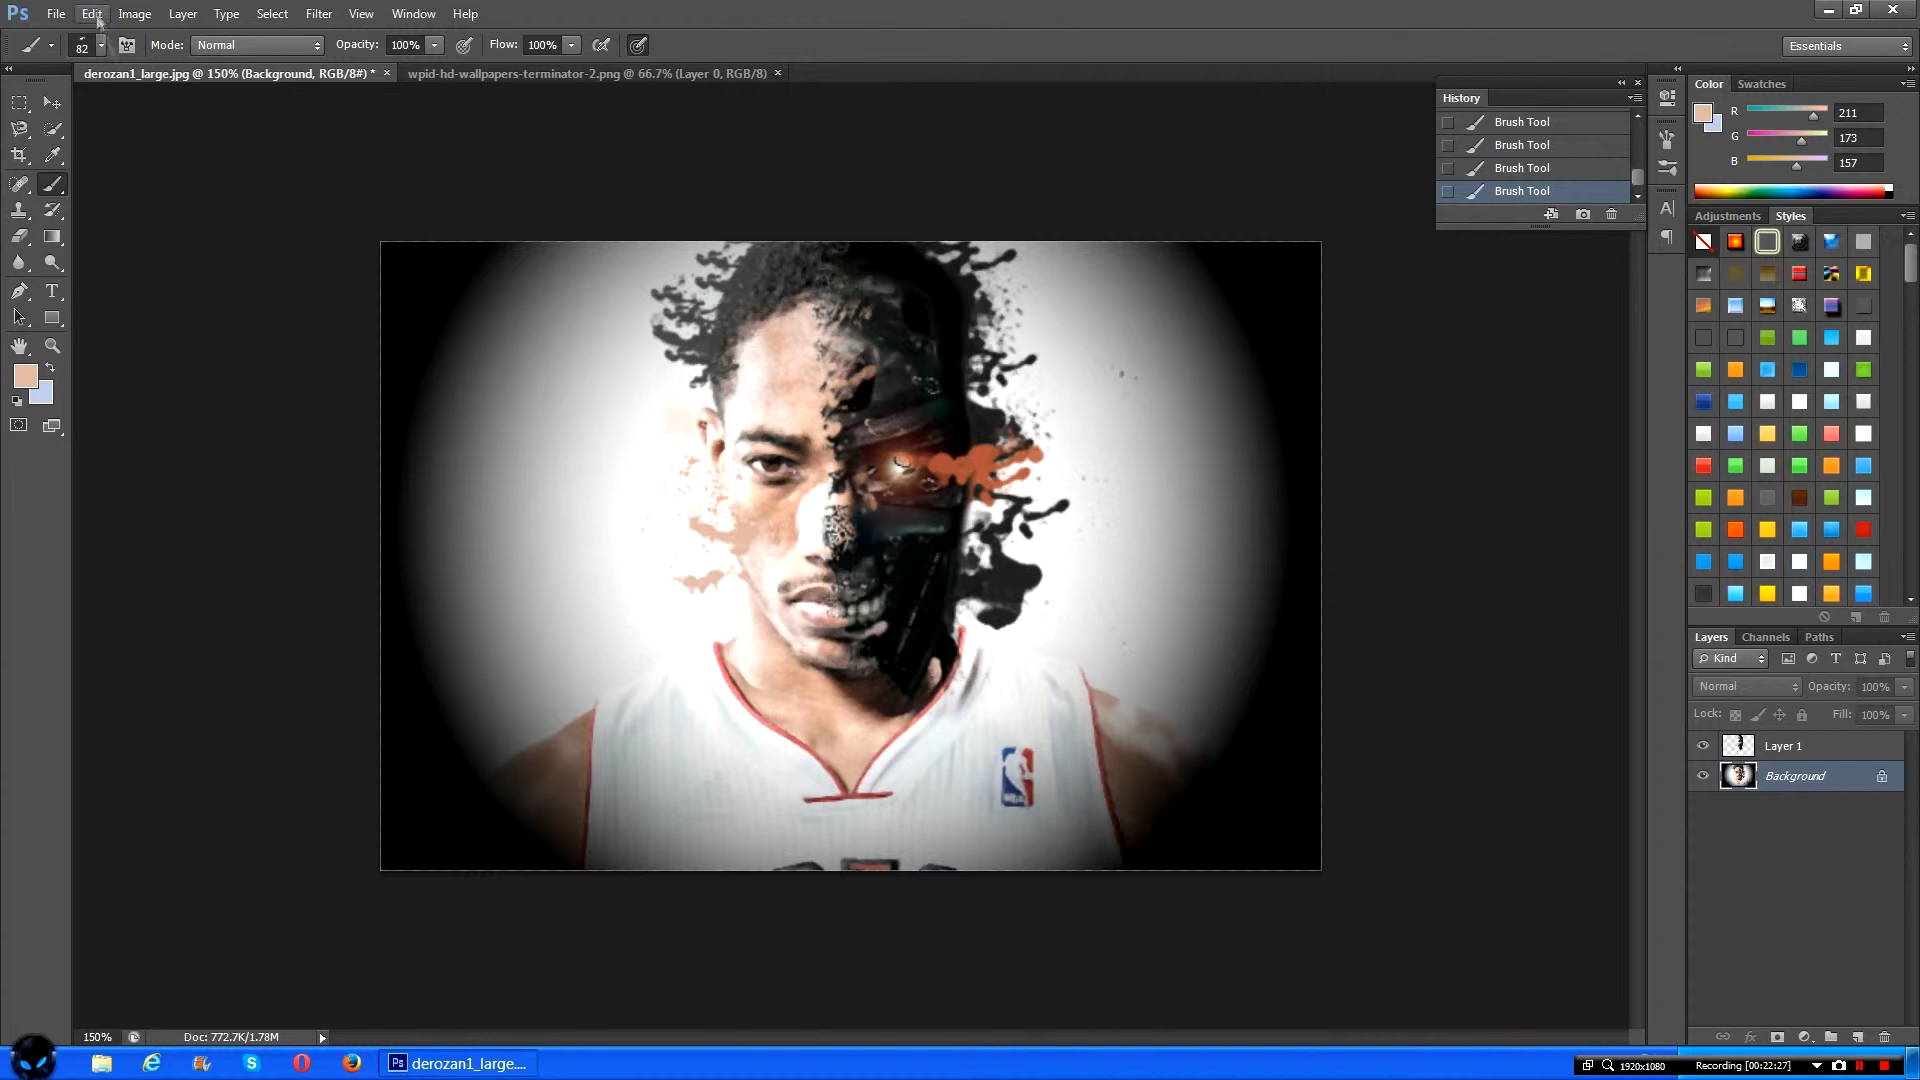 Ps File Edit Image Layer Type Select Filter View Window Help
82 Mode: Normal Opacity: 100% Flow: 100% Essentials
derozan1_large.jpg @ 150% (Background, RGB/8#) * × wpid-hd-wallpapers-terminator-2.png @ 66.7% (Layer 0, RGB/8) ×
History
Brush Tool
Brush Tool
Brush Tool
Brush Tool
Color Swatches
R 211
G 173
B 157
Adjustments Styles
Layers Channels Paths
Kind
Normal Opacity: 100%
Lock: Fill: 100%
Layer 1
Background
150% Doc: 772.7K/1.78M
Ps derozan1_large....
1920x1080 Recording [00:22:27]